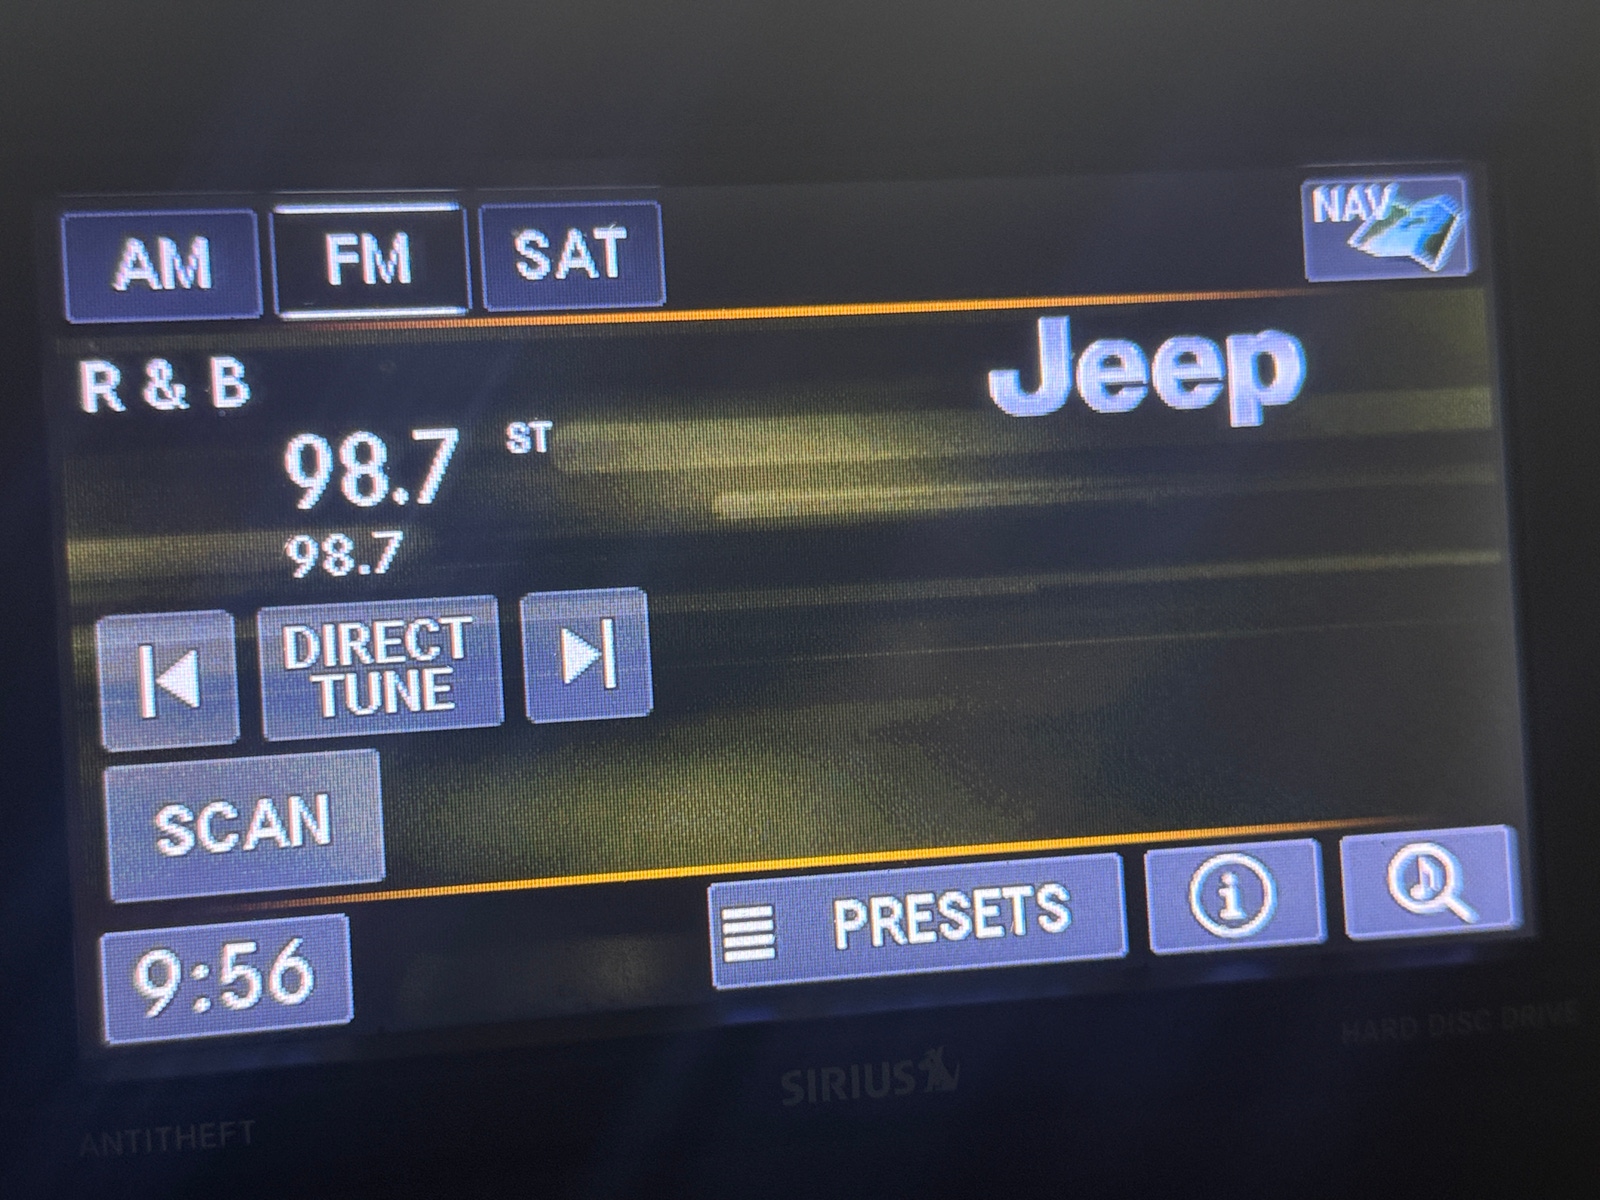 AM FM SAT NAV
Jeep
R & B
98.7 ST
98.7
DIRECT
TUNE
SCAN
9:56 PRESETS i
SIRIUS
HARD DISC DRIVE
ANTITHEFT